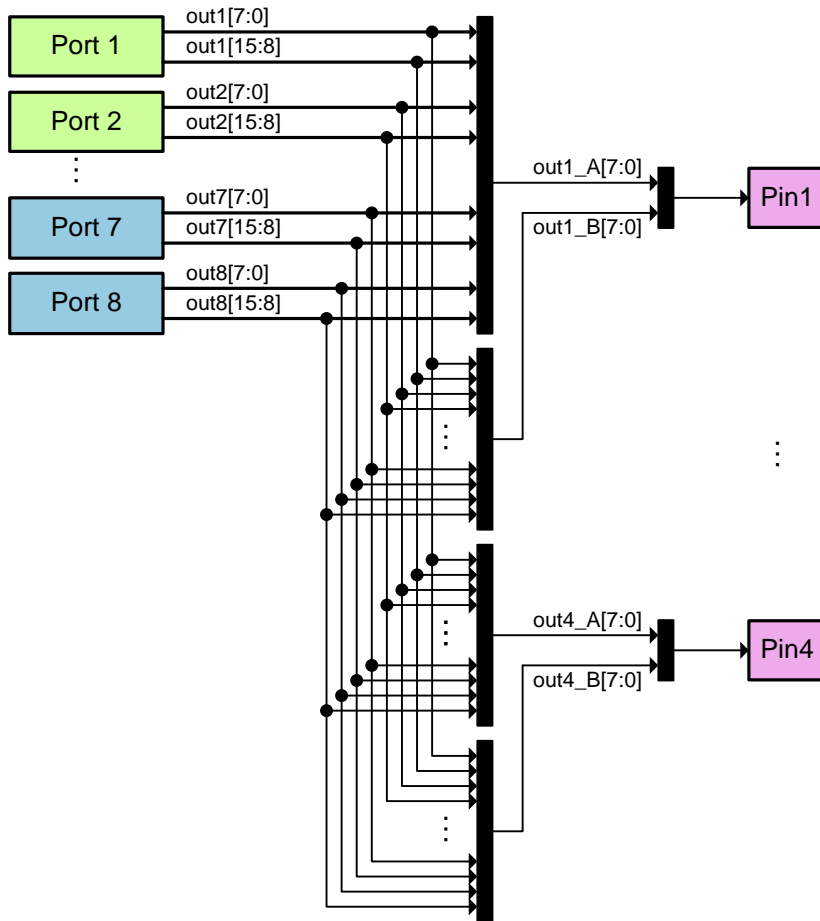 Port 1
out1[7:0]
out1[15:8]
Port 2
out2[7:0]
out2[15:8]
Port 7
out7[7:0]
out7[15:8]
Port 8
out8[7:0]
out8[15:8]
out1_A[7:0]
out1_B[7:0]
Pin1
out4_A[7:0]
out4_B[7:0]
Pin4